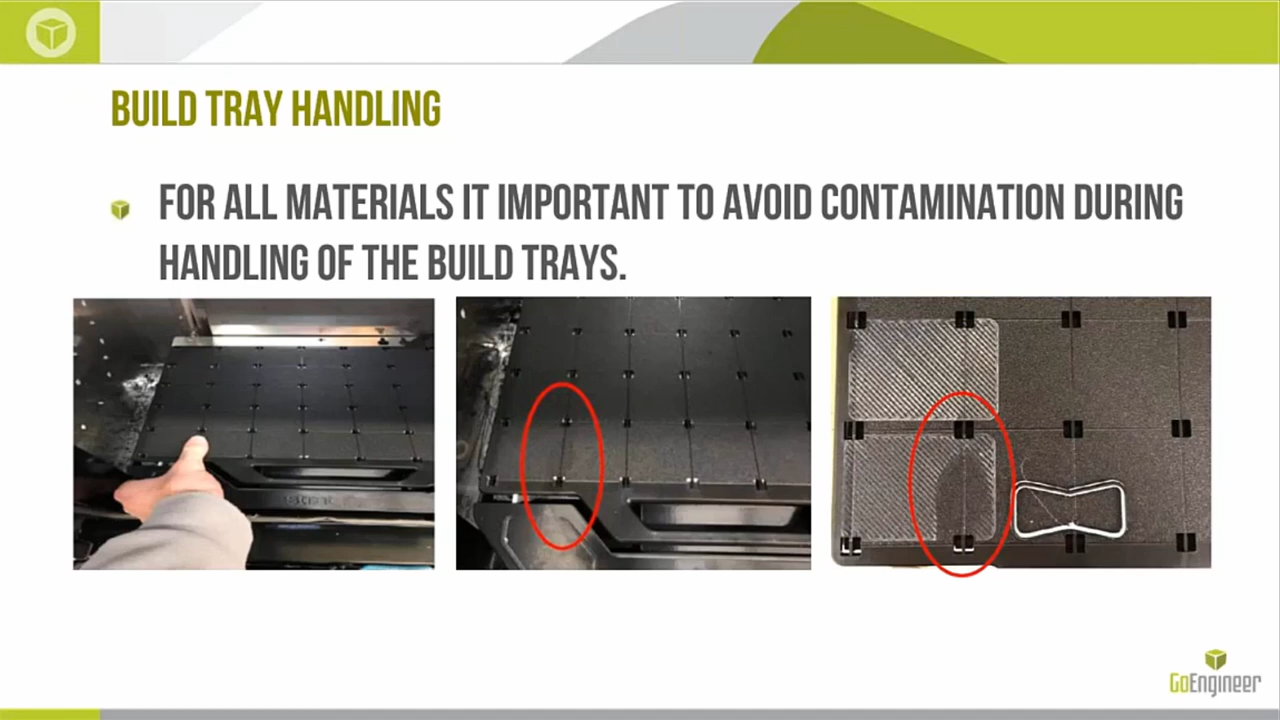 BUILD TRAY HANDLING
FOR ALL MATERIALS IT IMPORTANT TO AVOID CONTAMINATION DURING
HANDLING OF THE BUILD TRAYS.
GoEngineer